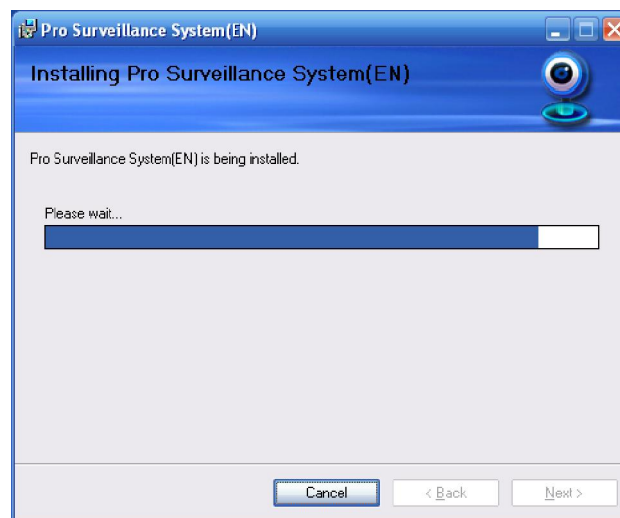 Pro Surveillance System(EN)
Installing Pro Surveillance System(EN)
Pro Surveillance System(EN) is being installed.
Please wait...
Cancel
< Back
Next >